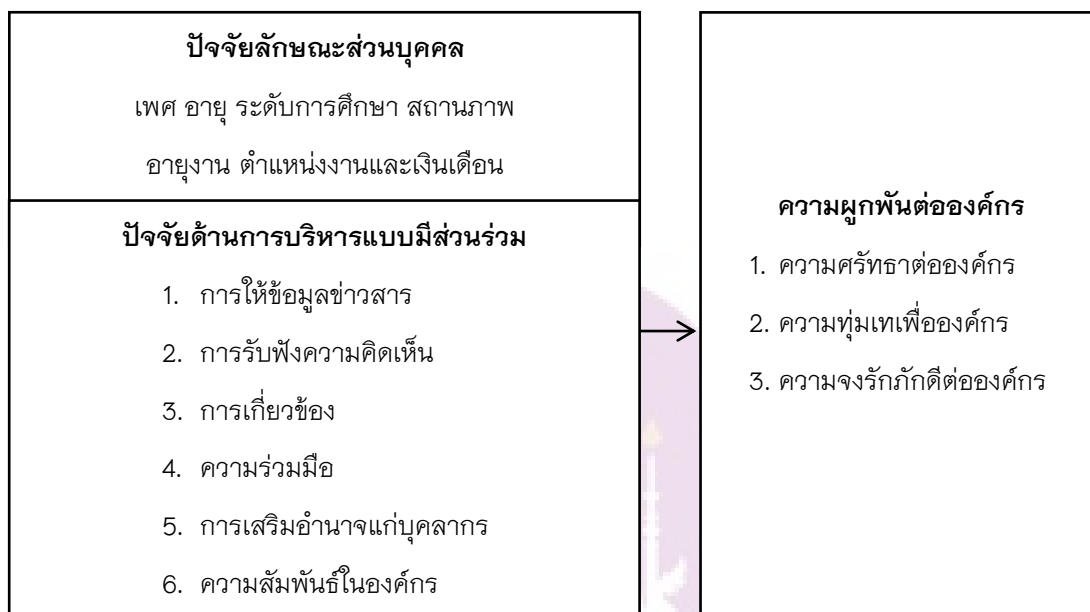 ปัจจัยลักษณะส่วนบุคคล
เพศ อายุ ระดับการศึกษา สถานภาพ
อายุงาน ตำแหน่งงานและเงินเดือน
ปัจจัยด้านการบริหารแบบมีส่วนร่วม
1. การให้ข้อมูลข่าวสาร
2. การรับฟังความคิดเห็น
3. การเกี่ยวข้อง
4. ความร่วมมือ
5. การเสริมอำนาจแก่บุคลากร
6. ความสัมพันธ์ในองค์กร
ความผูกพันต่อองค์กร
1. ความศรัทธาต่อองค์กร
2. ความทุ่มเทเพื่อองค์กร
3. ความจงรักภักดีต่อองค์กร